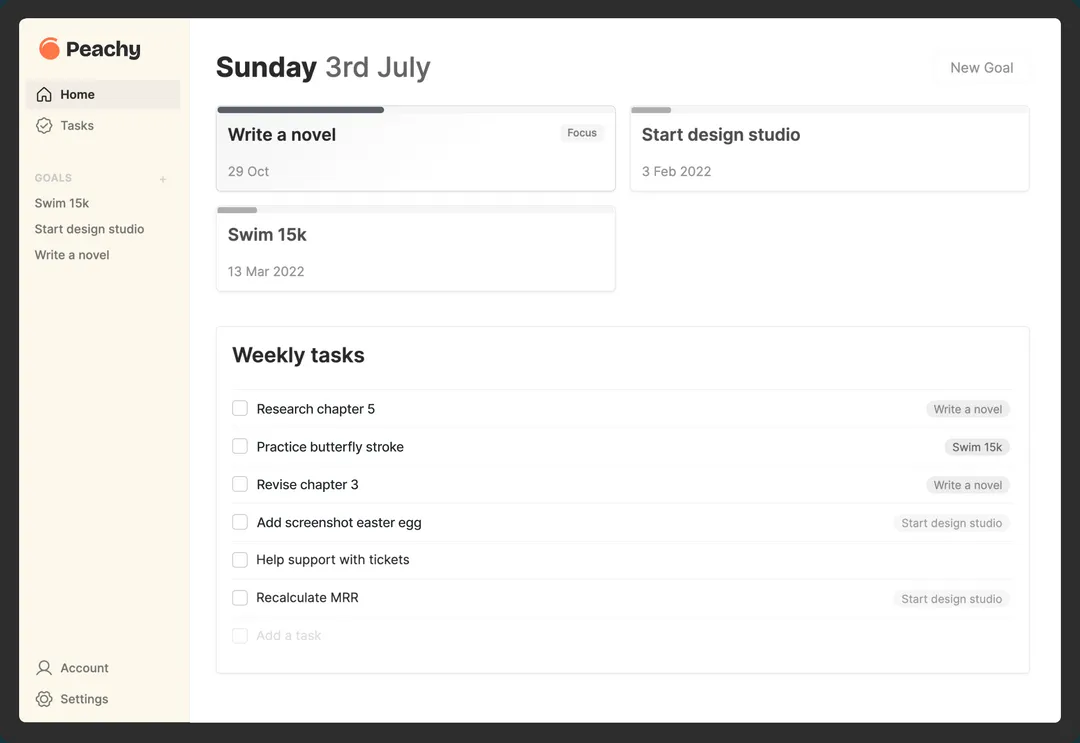 Peachy
Home
Tasks
GOALS +
Swim 15k
Start design studio
Write a novel
Account
Settings
Sunday 3rd July
New Goal
Write a novel
Focus
29 Oct
Start design studio
3 Feb 2022
Swim 15k
13 Mar 2022
Weekly tasks
Research chapter 5
Write a novel
Practice butterfly stroke
Swim 15k
Revise chapter 3
Write a novel
Add screenshot easter egg
Start design studio
Help support with tickets
Recalculate MRR
Start design studio
Add a task